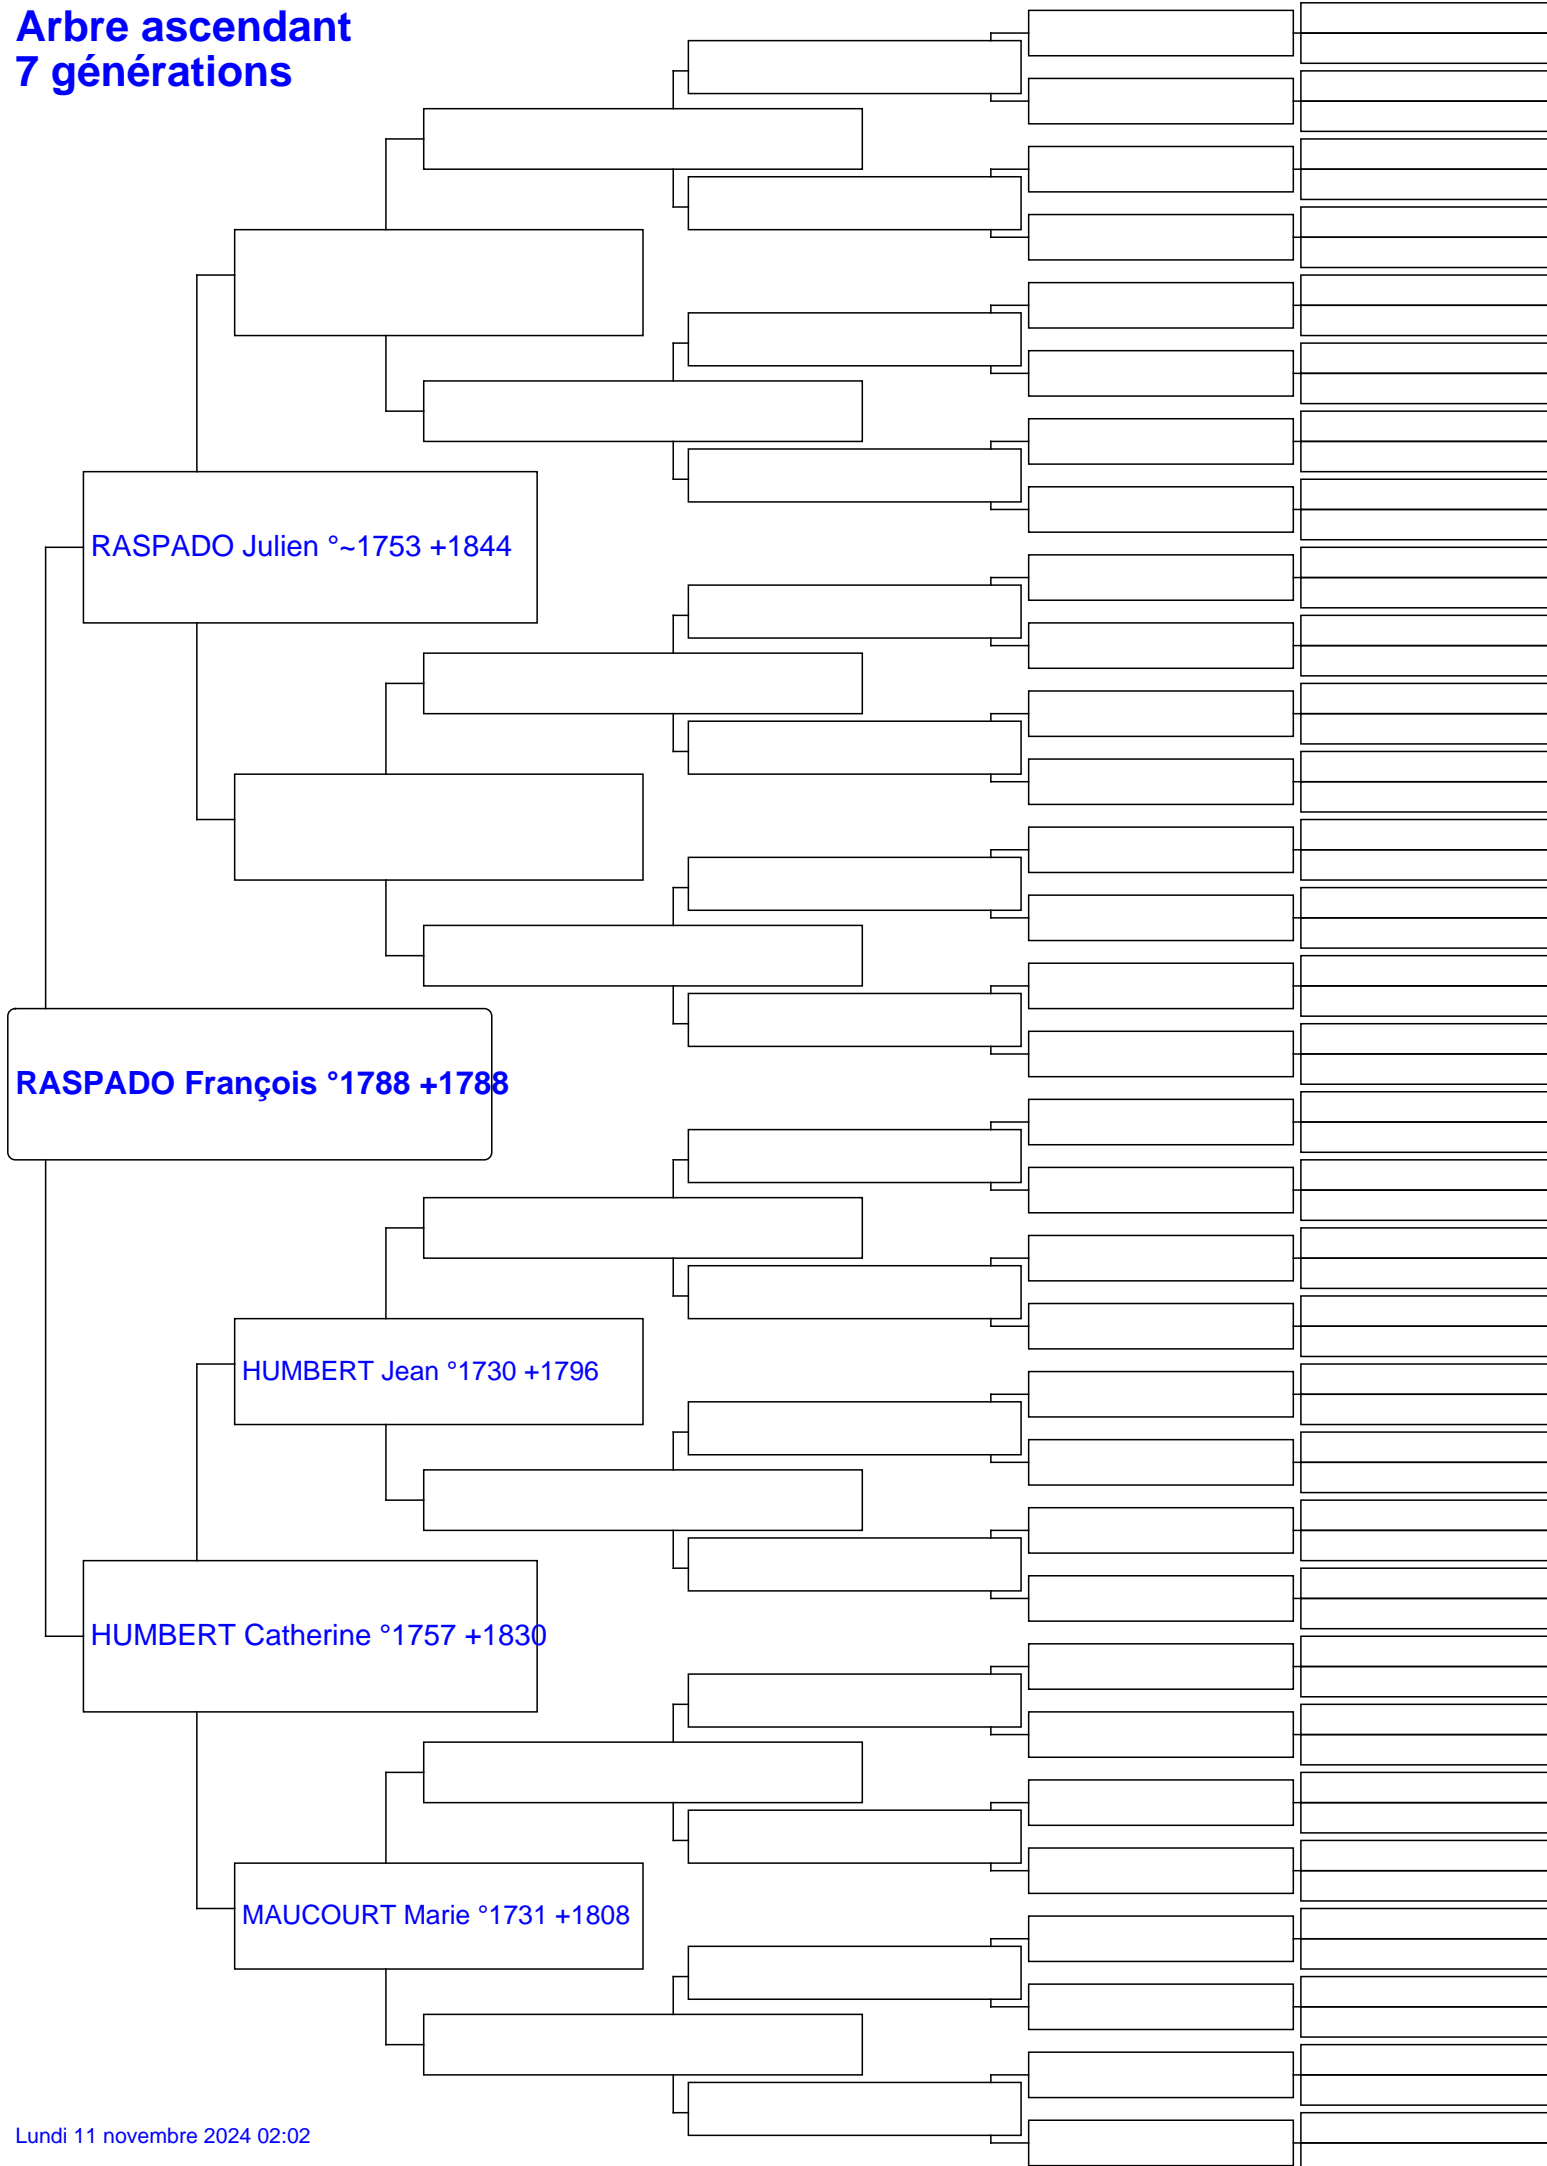 Arbre ascendant
7 générations
RASPADO Julien °~1753 +1844
RASPADO François °1788 +1788
HUMBERT Jean °1730 +1796
HUMBERT Catherine °1757 +1830
MAUCOURT Marie °1731 +1808
Lundi 11 novembre 2024 02:02